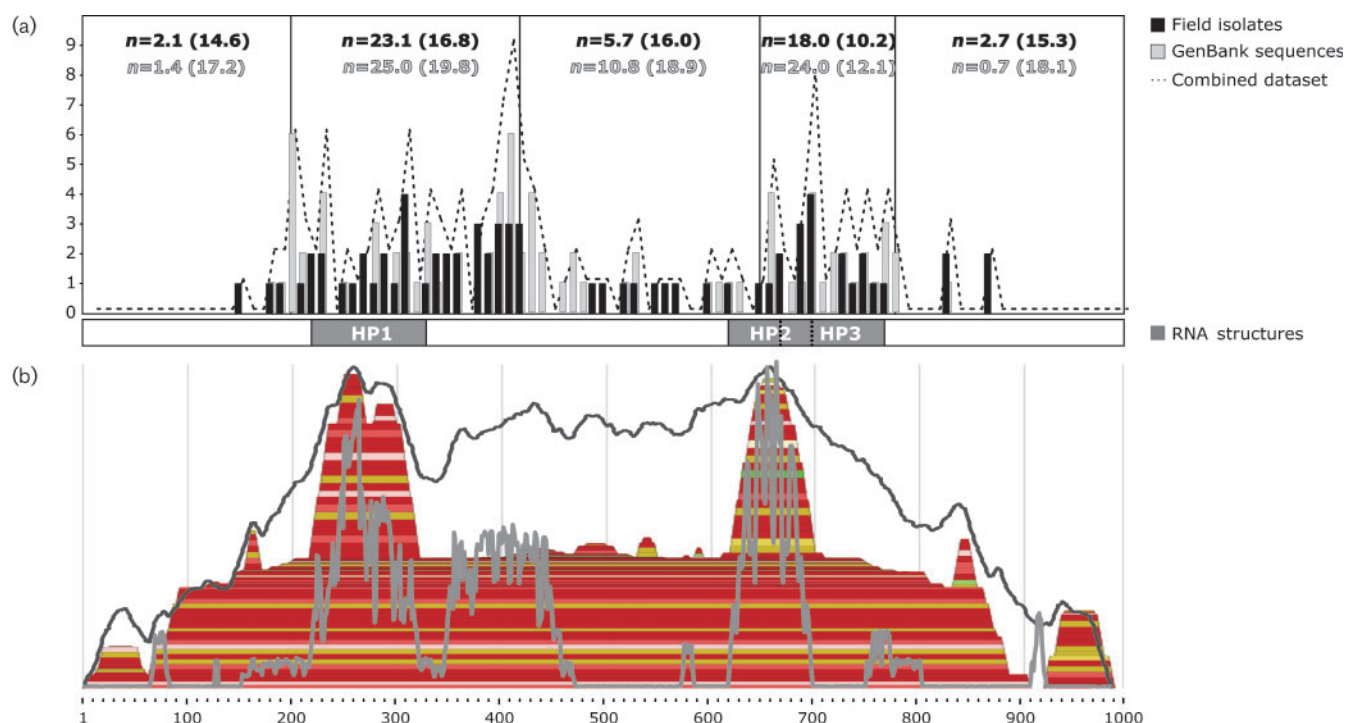 (a)
n=2.1 (14.6) n=23.1 (16.8) n=5.7 (16.0) n=18.0 (10.2) n=2.7 (15.3)
n=1.4 (17.2) n=25.0 (19.8) n=10.8 (18.9) n=24.0 (12.1) n=0.7 (18.1)
Field isolates
GenBank sequences
Combined dataset
9
8
7
6
5
4
3
2
1
0
HP1 HP2 HP3
RNA structures
(b)
1 100 200 300 400 500 600 700 800 900 1000